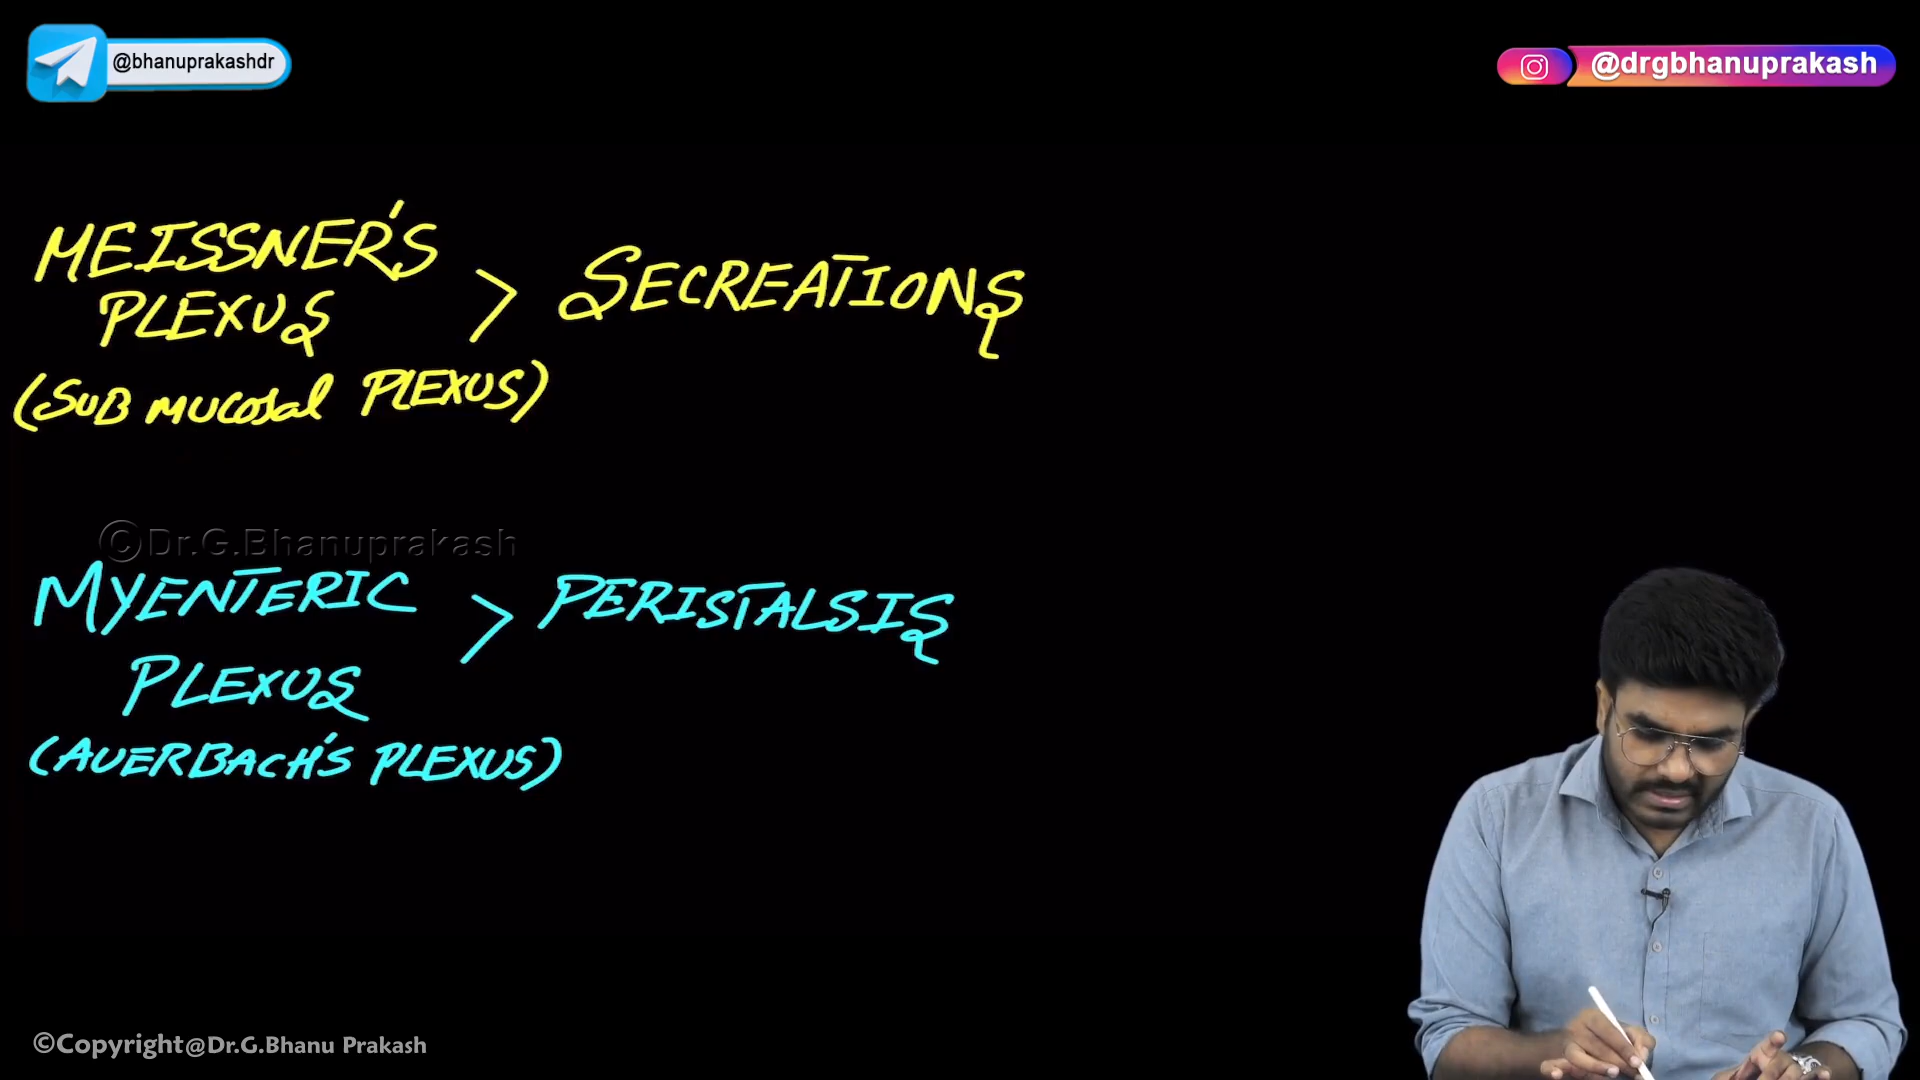 @bhanuprakashdr
@drgbhanuprakash
MEISSNER'S
PLEXUS
> SECREATIONS
(SUB MUCOSAL PLEXUS)
©Dr.G.Bhanuprakash
MYENTERIC
PLEXUS
> PERISTALSIS
(AUERBACH'S PLEXUS)
©Copyright@Dr.G.Bhanu Prakash